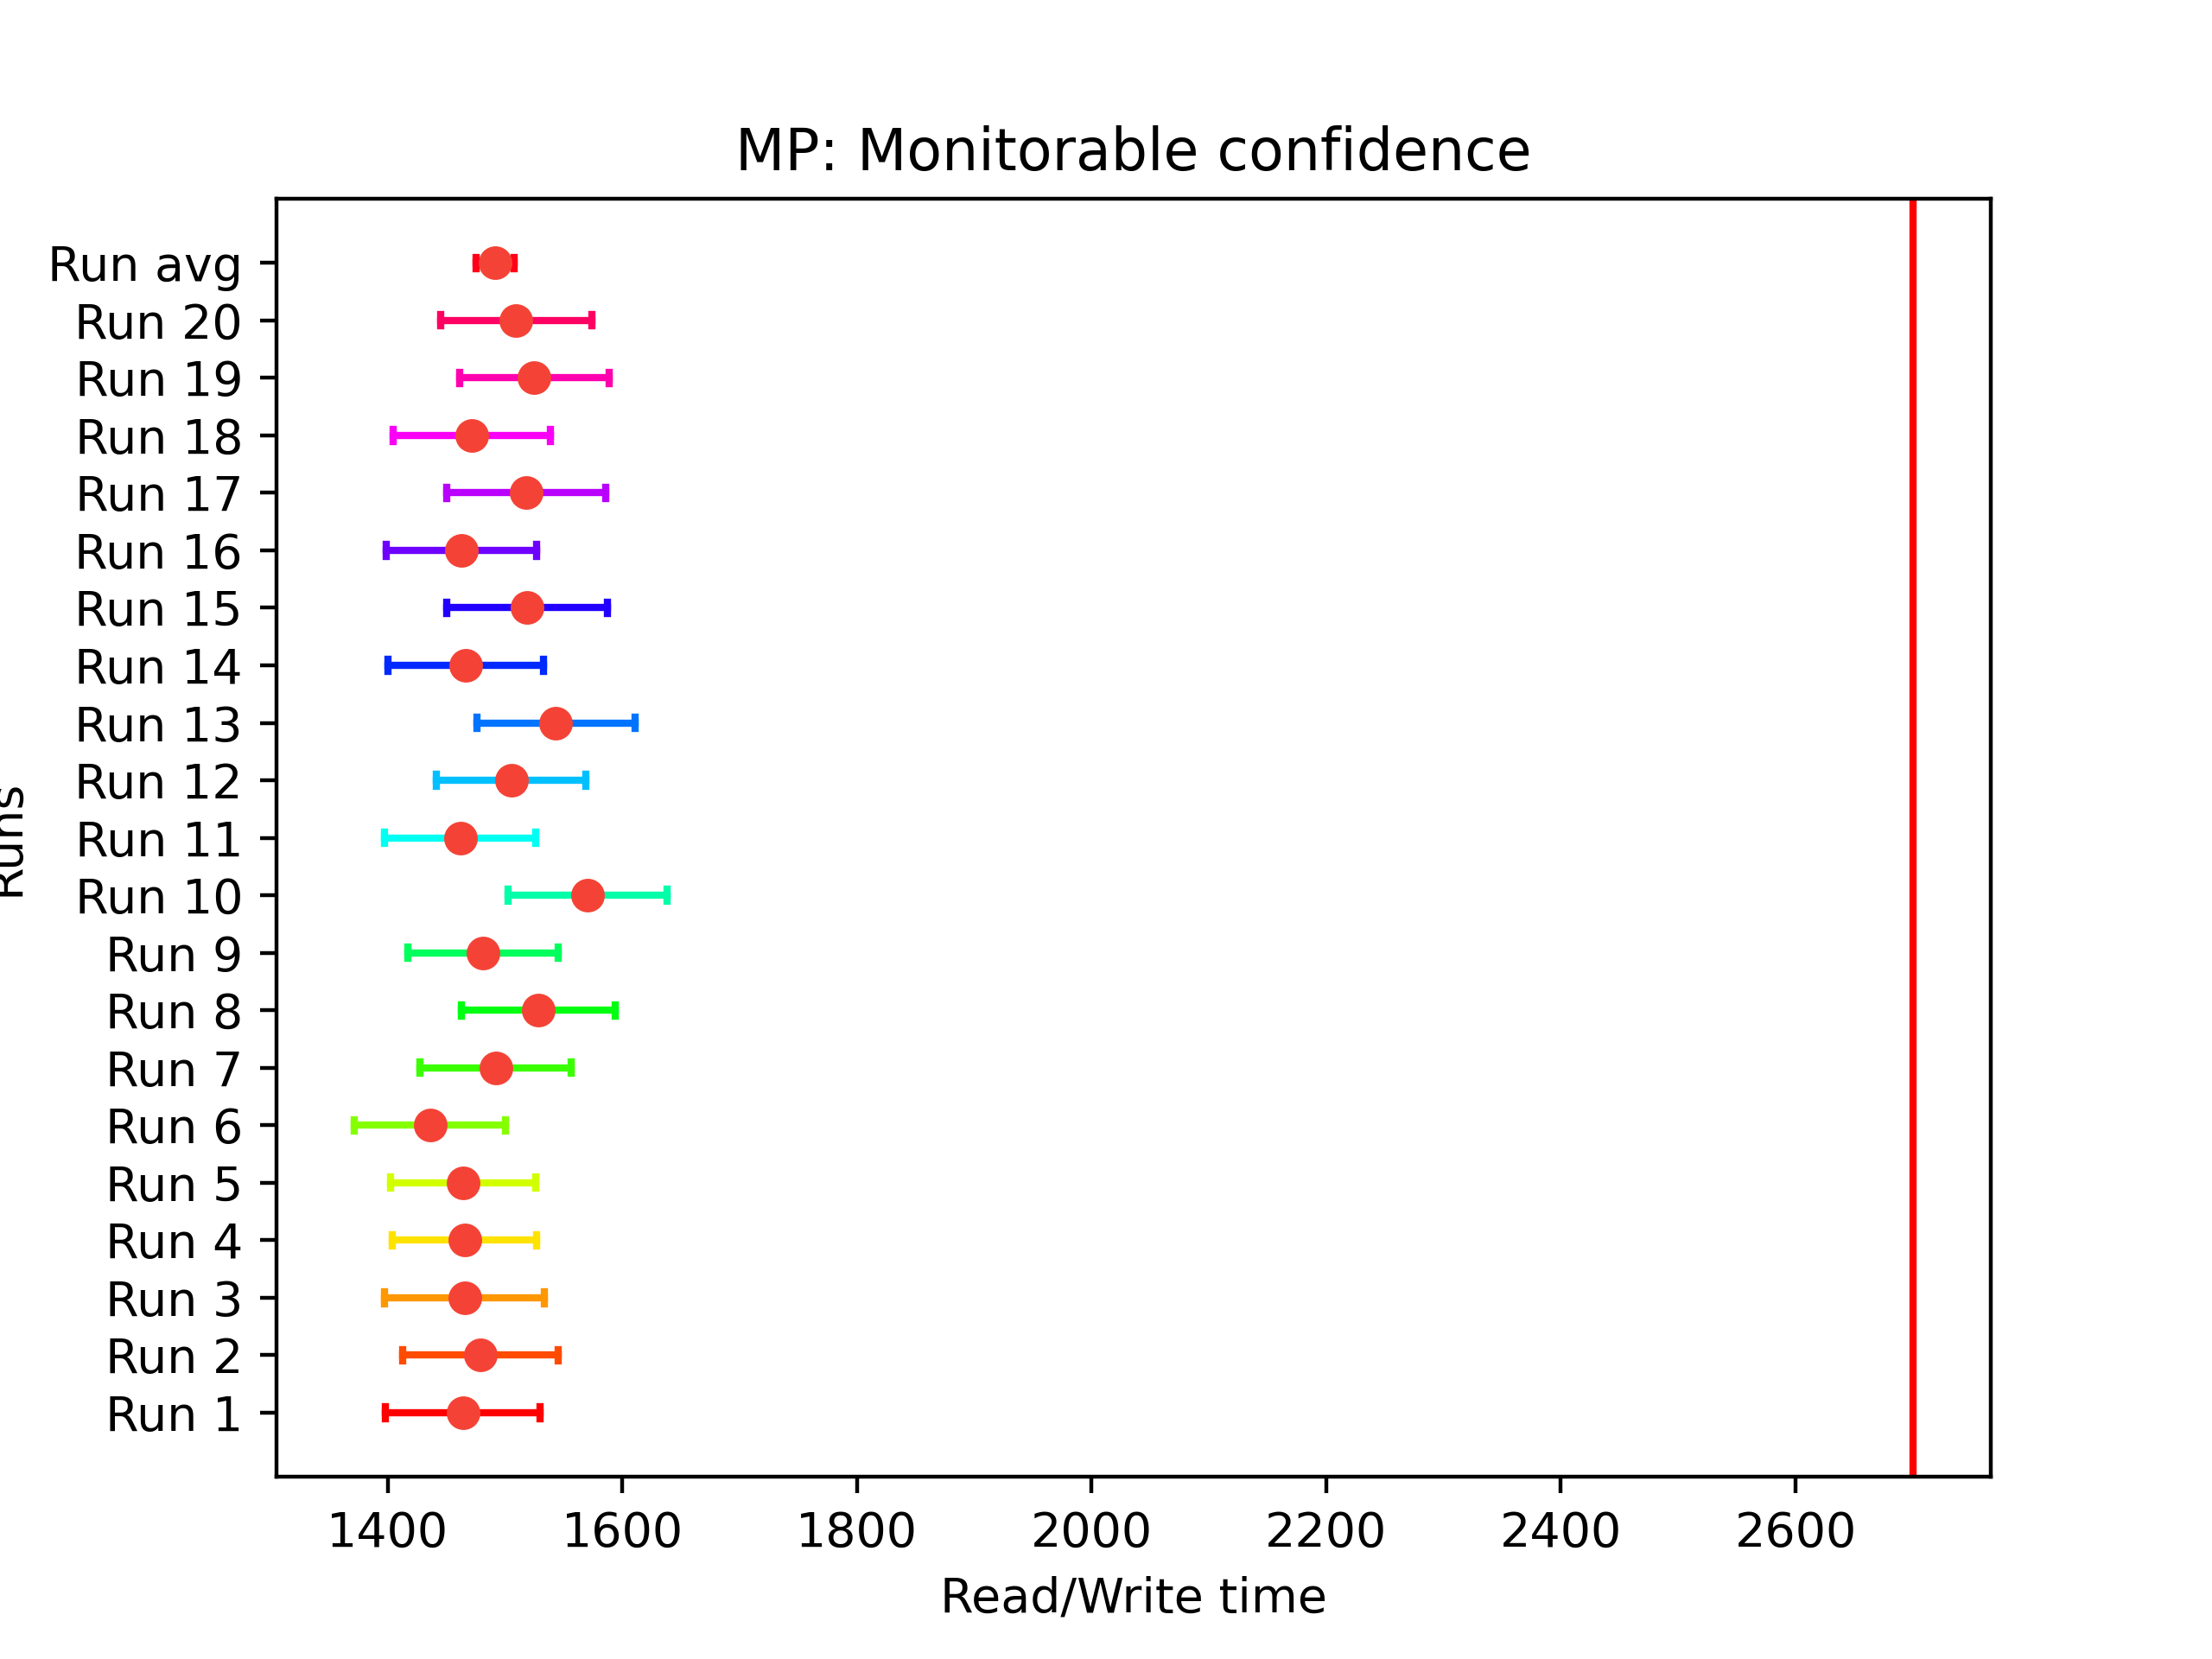 MP: Monitorable confidence
Run avg
Run 20
Run 19
Run 18
Run 17
Run 16
Run 15
Run 14
Run 13
Run 12
Run 11
Run 10
Run 9
Run 8
Run 7
Run 6
Run 5
Run 4
Run 3
Run 2
Run 1
Runs
1400 1600 1800 2000 2200 2400 2600
Read/Write time